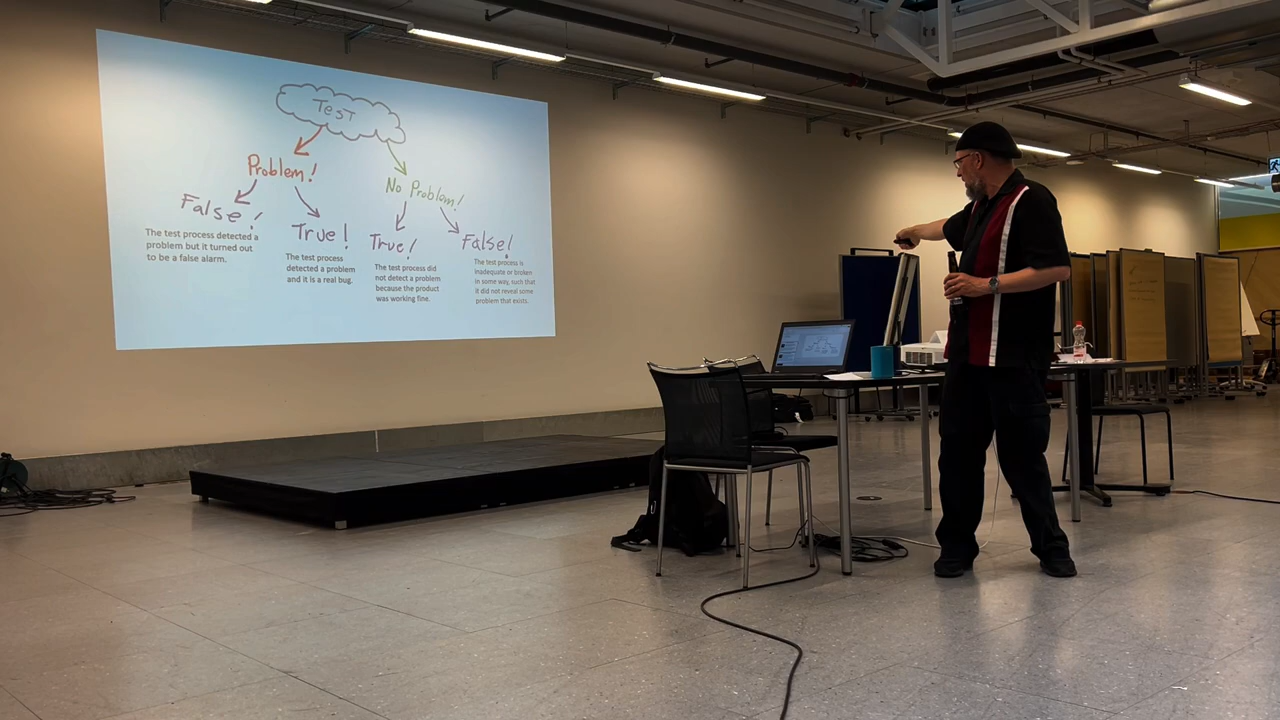 Test
Problem!
No Problem!
False!
True!
True!
False!
The test process detected a
problem but it turned out
to be a false alarm.
The test process
detected a problem
and it is a real bug.
The test process did
not detect a problem
because the product
was working fine.
The test process is
inadequate or broken
in some way, such that
it did not reveal some
problem that exists.